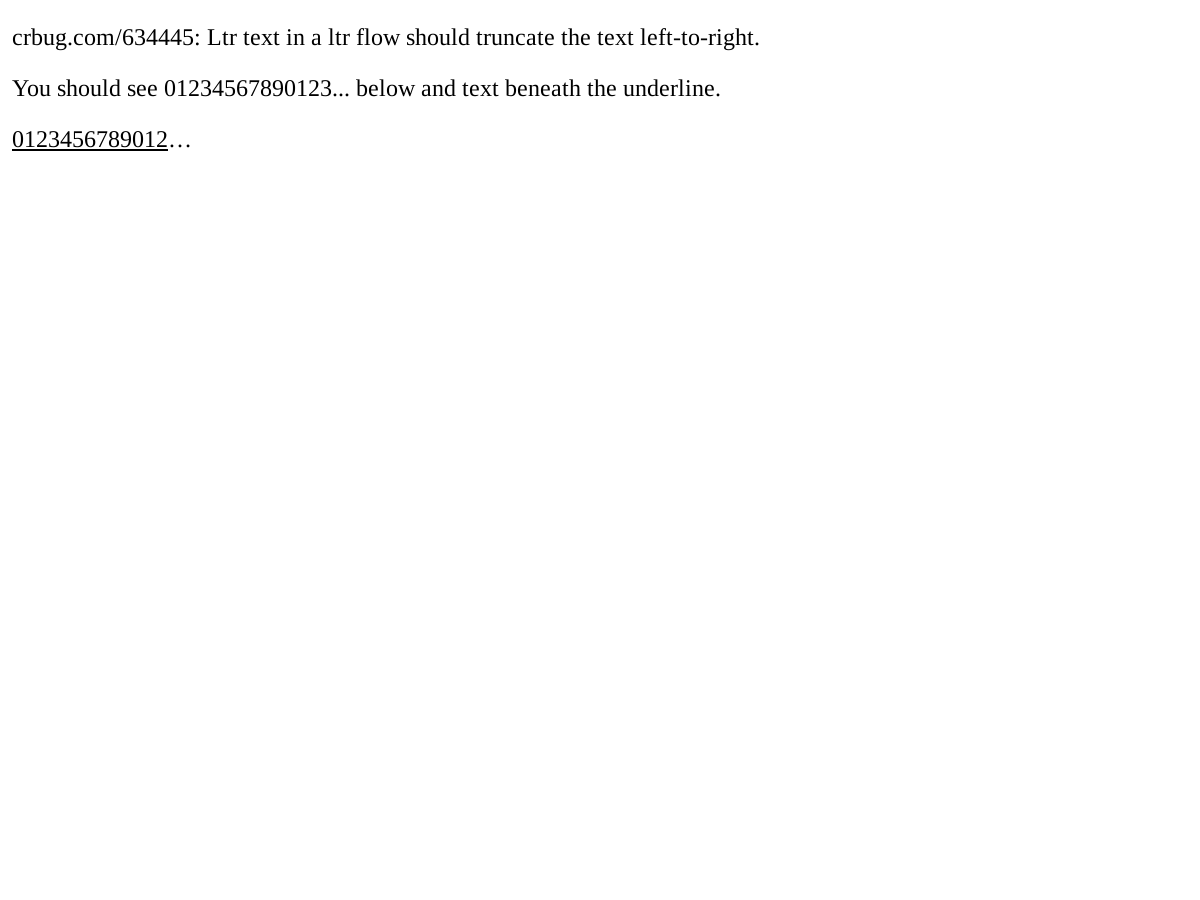 crbug.com/634445: Ltr text in a ltr flow should truncate the text left-to-right.
You should see 01234567890123... below and text beneath the underline.
0123456789012…